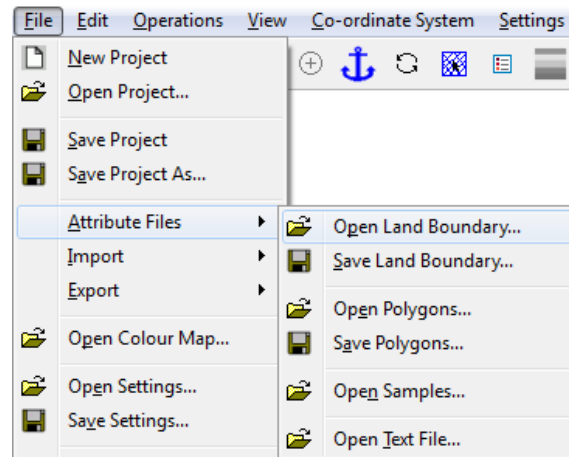 File Edit Operations View Co-ordinate System Settings
New Project
Open Project...
Save Project
Save Project As...
Attribute Files
Import
Export
Open Colour Map...
Open Settings...
Save Settings...
Open Land Boundary...
Save Land Boundary...
Open Polygons...
Save Polygons...
Open Samples...
Open Text File...